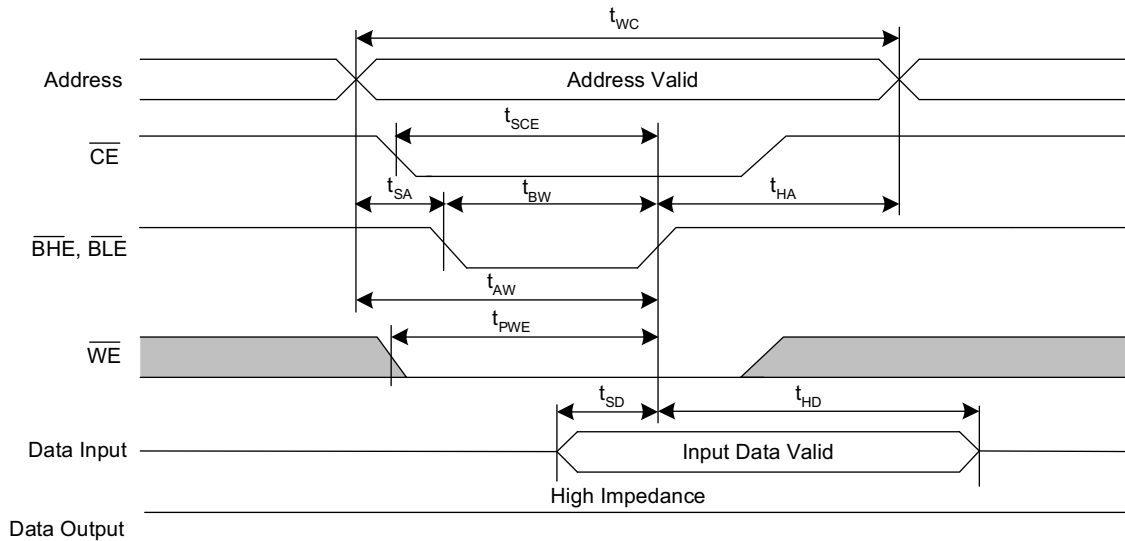 tWC
Address
Address Valid
tSCE
CE
tSA
tBW
tHA
BHE, BLE
tAW
tPWE
WE
tSD
tHD
Data Input
Input Data Valid
High Impedance
Data Output